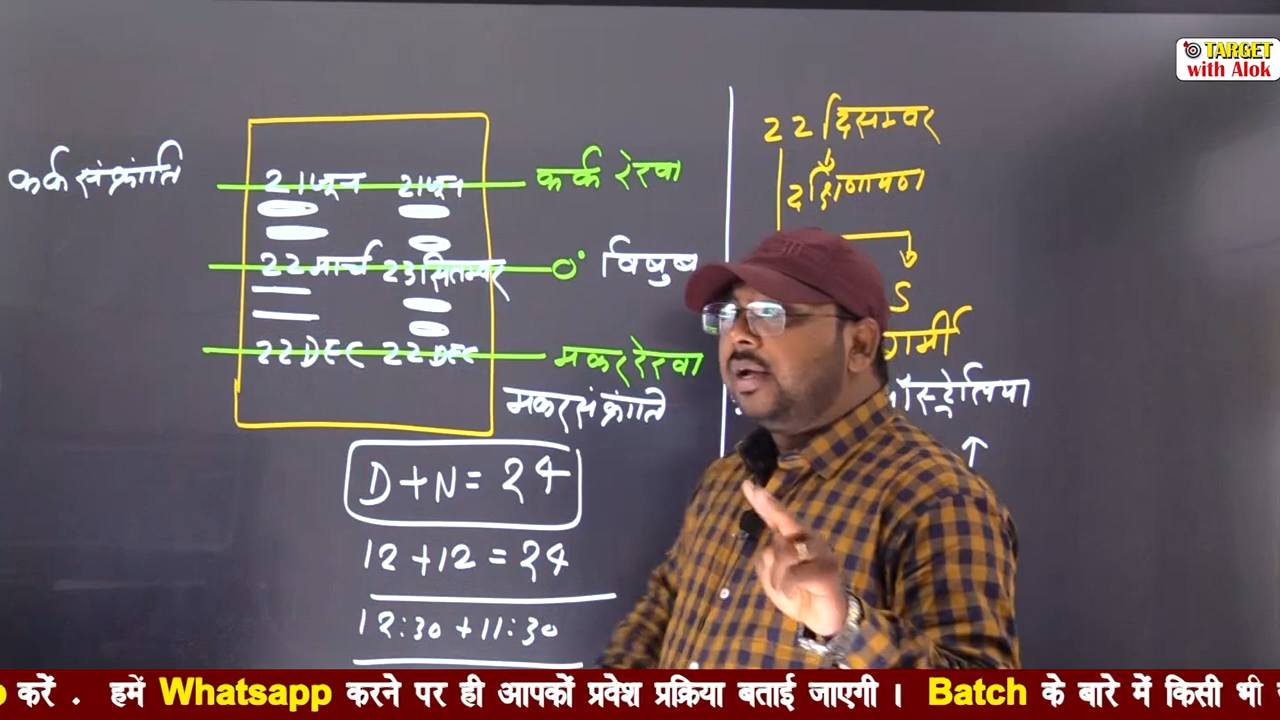 TARGET
with Alok
कर्क संक्रांति
21 जून 21 जून
कर्क रेखा
22 मार्च 23 सितम्बर
0° विषुब
22 DEC 22 DEC
मकर रेखा
मकर संक्रांति
D+N= 24
12 +12 = 24
12:30 + 11:30
22 दिसम्बर
दक्षिणायण
S
गर्मी
ऑस्ट्रेलिया
करें . हमें Whatsapp करने पर ही आपकों प्रवेश प्रक्रिया बताई जाएगी । Batch के बारे में किसी भी